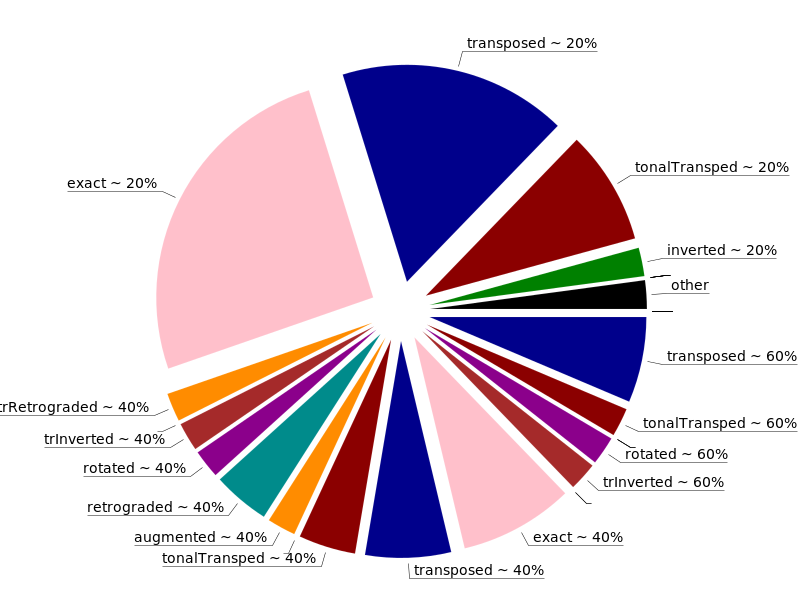 transposed ~ 20%
exact ~ 20%
tonalTransped ~ 20%
inverted ~ 20%
other
transposed ~ 60%
trRetrograded ~ 40%
tonalTransped ~ 60%
trInverted ~ 40%
rotated ~ 60%
rotated ~ 40%
trInverted ~ 60%
retrograded ~ 40%
augmented ~ 40%
exact ~ 40%
tonalTransped ~ 40%
transposed ~ 40%